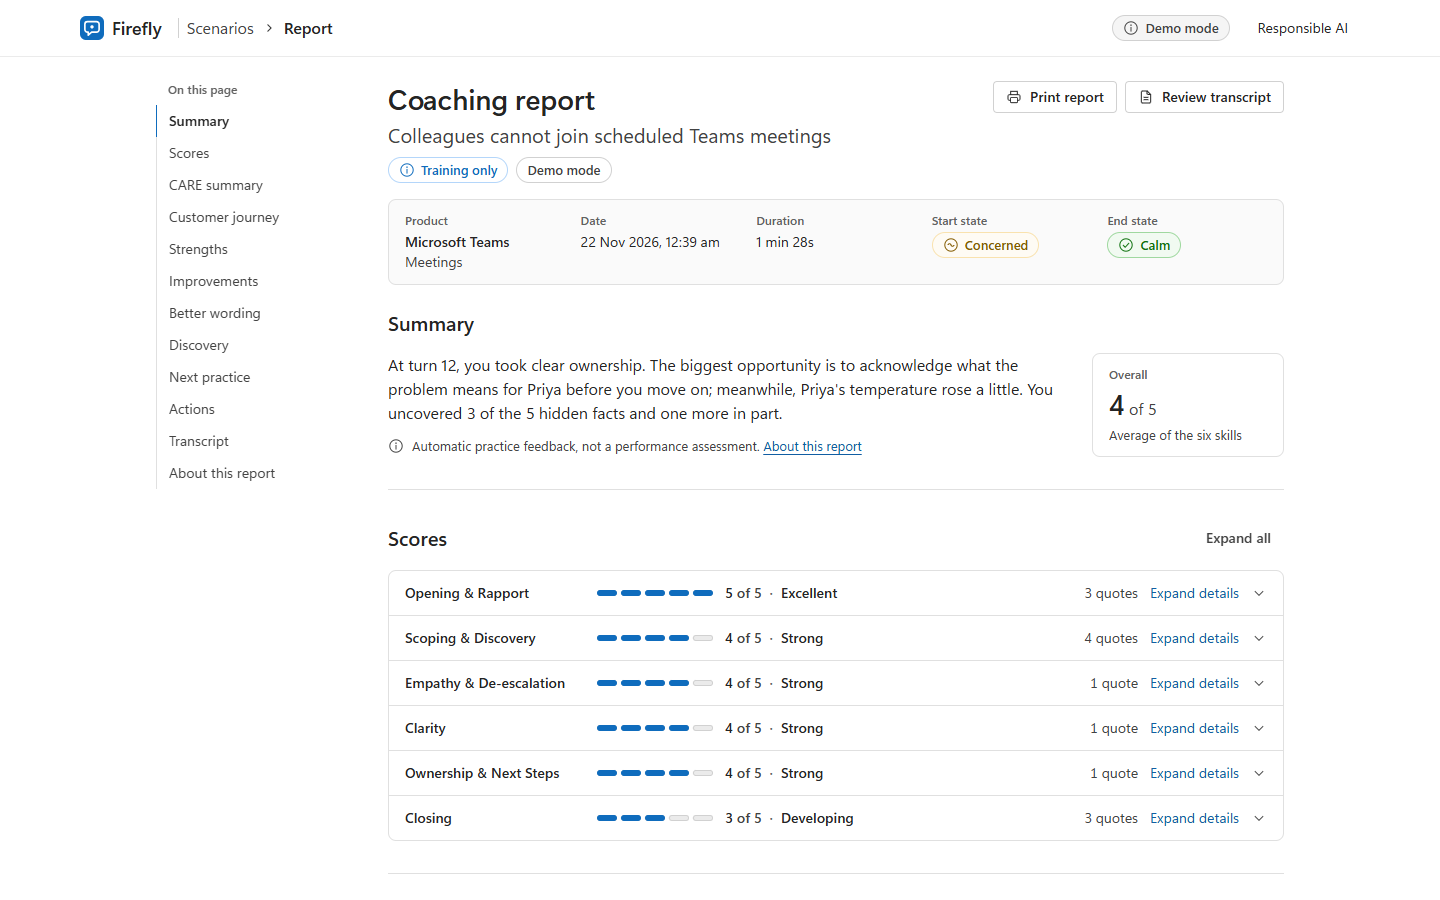 Firefly
Scenarios > Report
Demo mode
Responsible AI
On this page
Summary
Scores
CARE summary
Customer journey
Strengths
Improvements
Better wording
Discovery
Next practice
Actions
Transcript
About this report
Coaching report
Print report
Review transcript
Colleagues cannot join scheduled Teams meetings
Training only
Demo mode
Product
Microsoft Teams
Meetings
Date
22 Nov 2026, 12:39 am
Duration
1 min 28s
Start state
Concerned
End state
Calm
Summary
At turn 12, you took clear ownership. The biggest opportunity is to acknowledge what the
problem means for Priya before you move on; meanwhile, Priya's temperature rose a little. You
uncovered 3 of the 5 hidden facts and one more in part.
Automatic practice feedback, not a performance assessment. About this report
Overall
4 of 5
Average of the six skills
Scores
Expand all
Opening & Rapport 5 of 5 · Excellent 3 quotes Expand details
Scoping & Discovery 4 of 5 · Strong 4 quotes Expand details
Empathy & De-escalation 4 of 5 · Strong 1 quote Expand details
Clarity 4 of 5 · Strong 1 quote Expand details
Ownership & Next Steps 4 of 5 · Strong 1 quote Expand details
Closing 3 of 5 · Developing 3 quotes Expand details